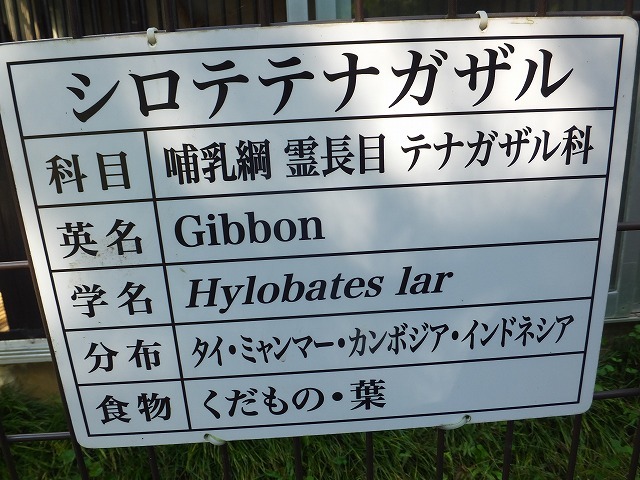 シロテテナガザル
科目 哺乳綱 霊長目 テナガザル科
英名 Gibbon
学名 Hylobates lar
分布 タイ・ミャンマー・カンボジア・インドネシア
食物 くだもの・葉